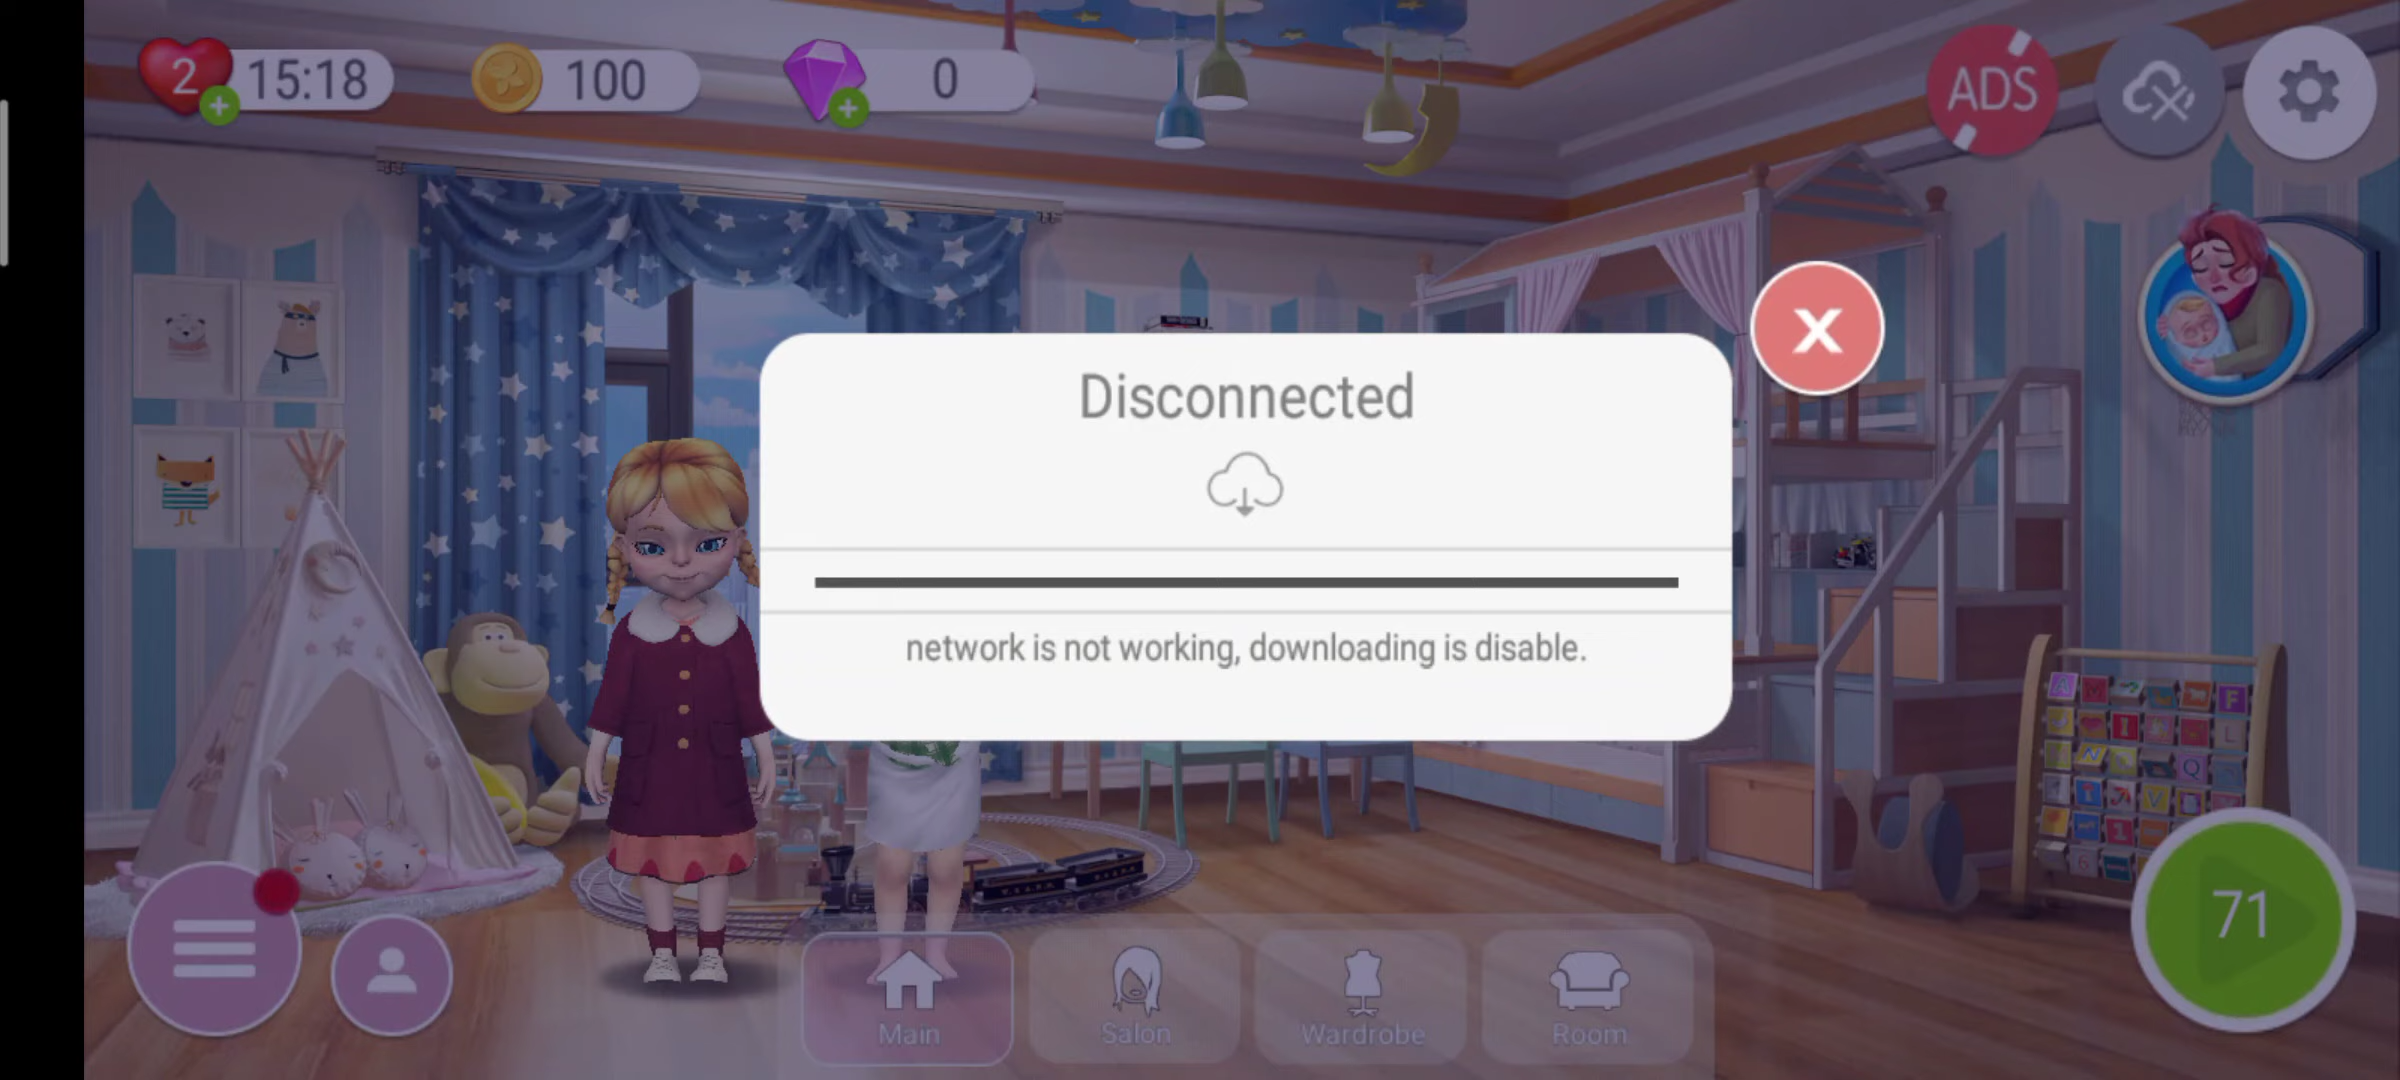 2
15:18
100
0
ADS
X
Disconnected
network is not working, downloading is disable.
71
Main
Salon
Wardrobe
Room